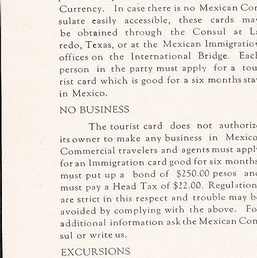 Currency. In case there is no Mexican Con
sulate easily accessible, these cards may
be obtained through the Consul at La
redo, Texas, or at the Mexican Immigration
offices on the International Bridge. Each
person in the party must apply for a tou
rist card which is good for a six months stay
in Mexico.
NO BUSINESS
The tourist card does not authorize
its owner to make any business in Mexico
Commercial travelers and agents must apply
for an Immigration card good for six months
must put up a bond of $250.00 pesos and
must pay a Head Tax of $22.00. Regulation
are strict in this respect and trouble may be
avoided by complying with the above. Fo
additional information ask the Mexican Con
sul or write us.
EXCURSIONS